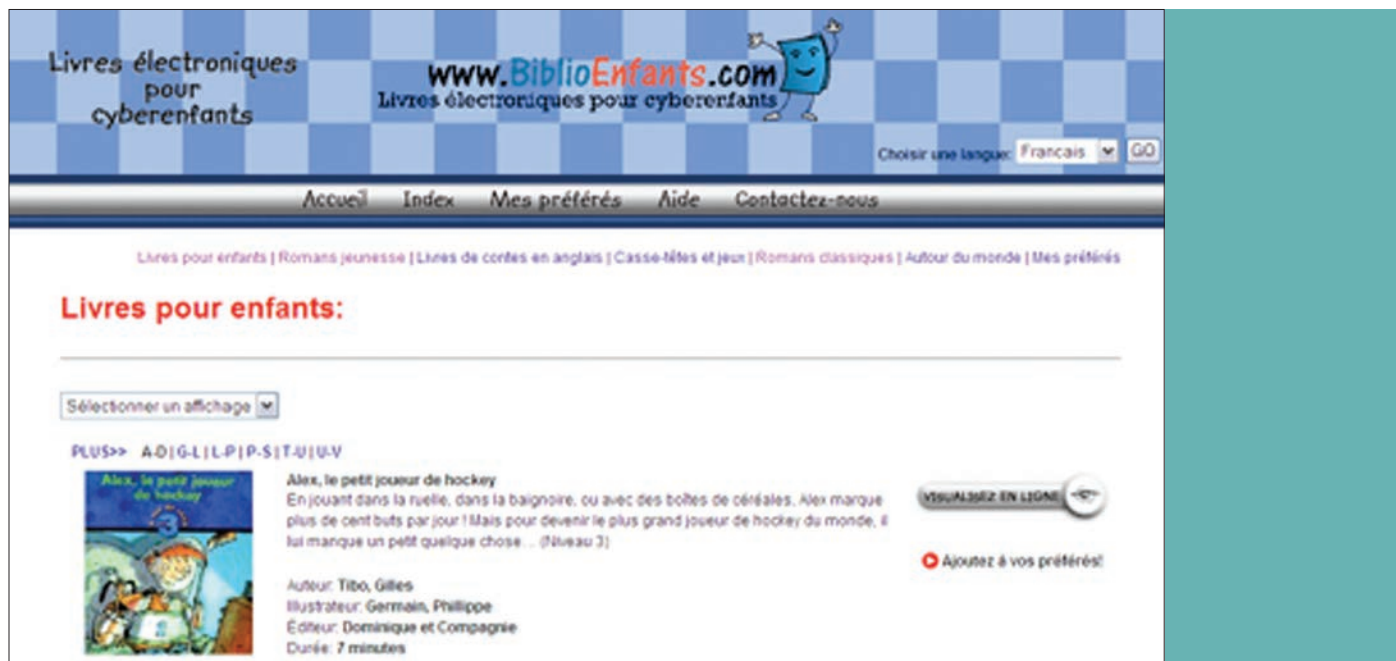 Livres électroniques
pour
cyberenfants
www.BiblioEnfants.com
Livres électroniques pour cyberenfants
Choisir une langue: Francais GO
Accueil Index Mes préférés Aide Contactez-nous
Livres pour enfants | Romans jeunesse | Livres de contes en anglais | Casse-têtes et jeux | Romans classiques | Autour du monde | Mes préférés
Livres pour enfants:
Sélectionner un affichage
PLUS>> A-D | G-L | L-P | P-S | T-U | U-V
Alex, le petit joueur
de hockey
3
Alex, le petit joueur de hockey
En jouant dans la ruelle, dans la baignoire, ou avec des boîtes de céréales, Alex marque
plus de cent buts par jour ! Mais pour devenir le plus grand joueur de hockey du monde, il
lui manque un petit quelque chose... (Niveau 3)
VISUALISEZ EN LIGNE
Ajoutez à vos préférés!
Auteur: Tibo, Gilles
Illustrateur: Germain, Phillippe
Éditeur: Dominique et Compagnie
Durée: 7 minutes